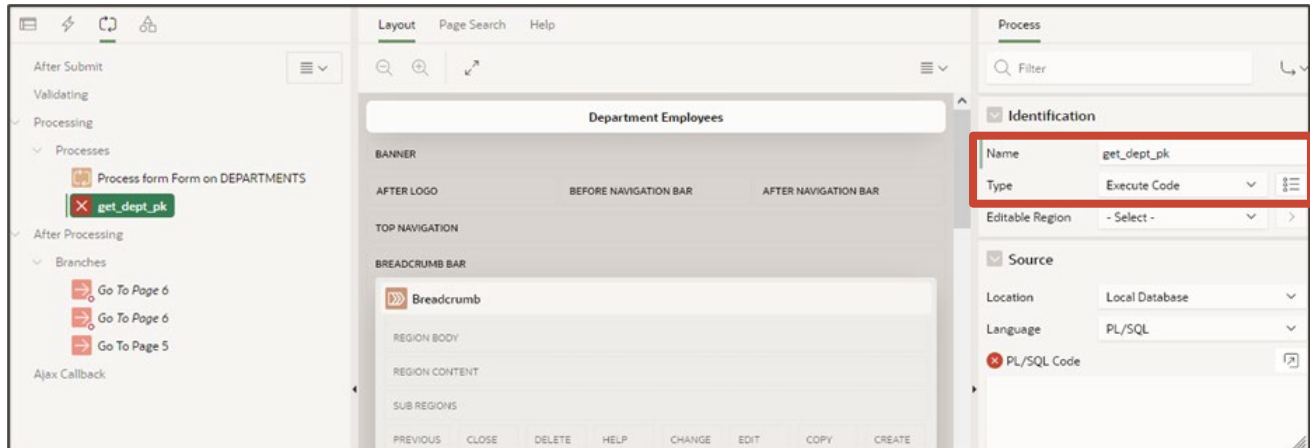 Layout Page Search Help
Process
After Submit
Validating
Processing
Processes
Process form Form on DEPARTMENTS
get_dept_pk
After Processing
Branches
Go To Page 6
Go To Page 6
Go To Page 5
Ajax Callback
Department Employees
BANNER
AFTER LOGO BEFORE NAVIGATION BAR AFTER NAVIGATION BAR
TOP NAVIGATION
BREADCRUMB BAR
Breadcrumb
REGION BODY
REGION CONTENT
SUB REGIONS
PREVIOUS CLOSE DELETE HELP CHANGE EDIT COPY CREATE
Filter
Identification
Name get_dept_pk
Type Execute Code
Editable Region - Select -
Source
Location Local Database
Language PL/SQL
PL/SQL Code